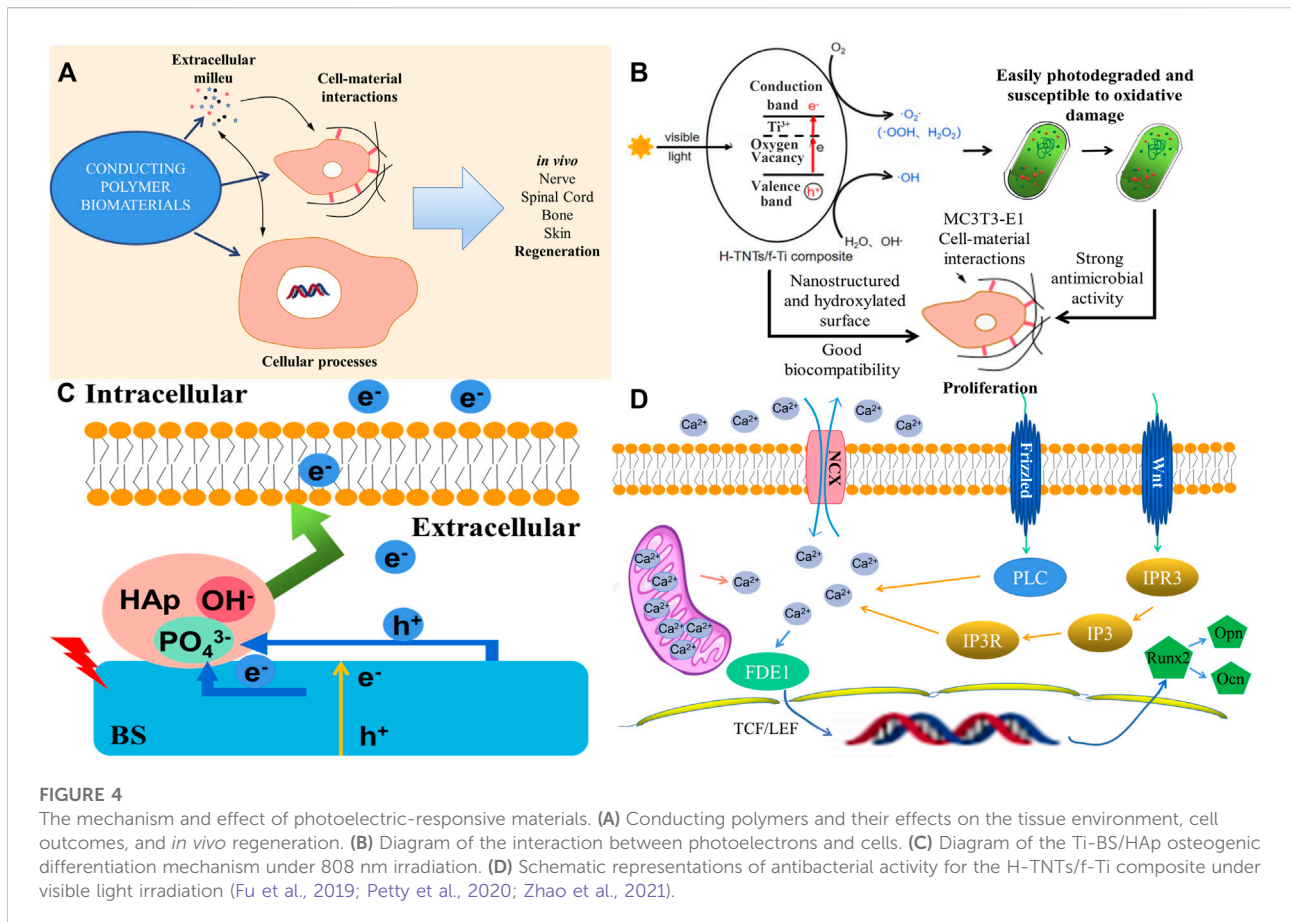 A
Extracellular
milleu
Cell-material
interactions
CONDUCTING
POLYMER
BIOMATERIALS
in vivo
Nerve
Spinal Cord
Bone
Skin
Regeneration
Cellular processes
B
O₂
Conduction
band e⁻
Ti³⁺
Oxygen
Vacancy
e
Valence
band
h⁺
visible
light
·O₂⁻
(·OOH、H₂O₂)
·OH
H₂O、OH⁻
H-TNTs/f-Ti composite
Easily photodegraded and
susceptible to oxidative
damage
MC3T3-E1
Cell-material
interactions
Nanostructured
and hydroxylated
surface
Good
biocompatibility
Strong
antimicrobial
activity
Proliferation
C
Intracellular
e⁻
e⁻
e⁻
Extracellular
e⁻
HAp
OH⁻
PO₄³⁻
h⁺
e⁻
e⁻
BS
h⁺
D
Ca²⁺
Ca²⁺
Ca²⁺
Ca²⁺
Ca²⁺
Ca²⁺
NCX
Frizzled
Wnt
Ca²⁺
Ca²⁺
Ca²⁺
Ca²⁺
Ca²⁺
Ca²⁺
Ca²⁺
Ca²⁺
Ca²⁺
Ca²⁺
Ca²⁺
PLC
IPR3
IP3R
IP3
FDE1
Runx2
Opn
Ocn
TCF/LEF
FIGURE 4
The mechanism and effect of photoelectric-responsive materials. (A) Conducting polymers and their effects on the tissue environment, cell
outcomes, and in vivo regeneration. (B) Diagram of the interaction between photoelectrons and cells. (C) Diagram of the Ti-BS/HAp osteogenic
differentiation mechanism under 808 nm irradiation. (D) Schematic representations of antibacterial activity for the H-TNTs/f-Ti composite under
visible light irradiation (Fu et al., 2019; Petty et al., 2020; Zhao et al., 2021).